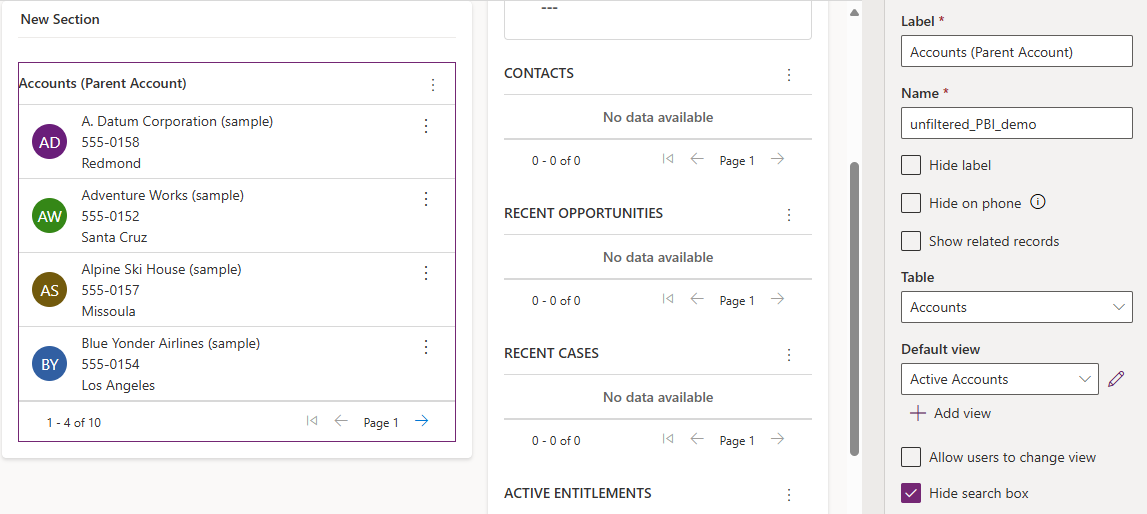 New Section
Accounts (Parent Account)
AD
A. Datum Corporation (sample)
555-0158
Redmond
AW
Adventure Works (sample)
555-0152
Santa Cruz
AS
Alpine Ski House (sample)
555-0157
Missoula
BY
Blue Yonder Airlines (sample)
555-0154
Los Angeles
1 - 4 of 10
Page 1
---
CONTACTS
No data available
0 - 0 of 0
Page 1
RECENT OPPORTUNITIES
No data available
0 - 0 of 0
Page 1
RECENT CASES
No data available
0 - 0 of 0
Page 1
ACTIVE ENTITLEMENTS
Label *
Accounts (Parent Account)
Name *
unfiltered_PBI_demo
Hide label
Hide on phone
Show related records
Table
Accounts
Default view
Active Accounts
Add view
Allow users to change view
Hide search box